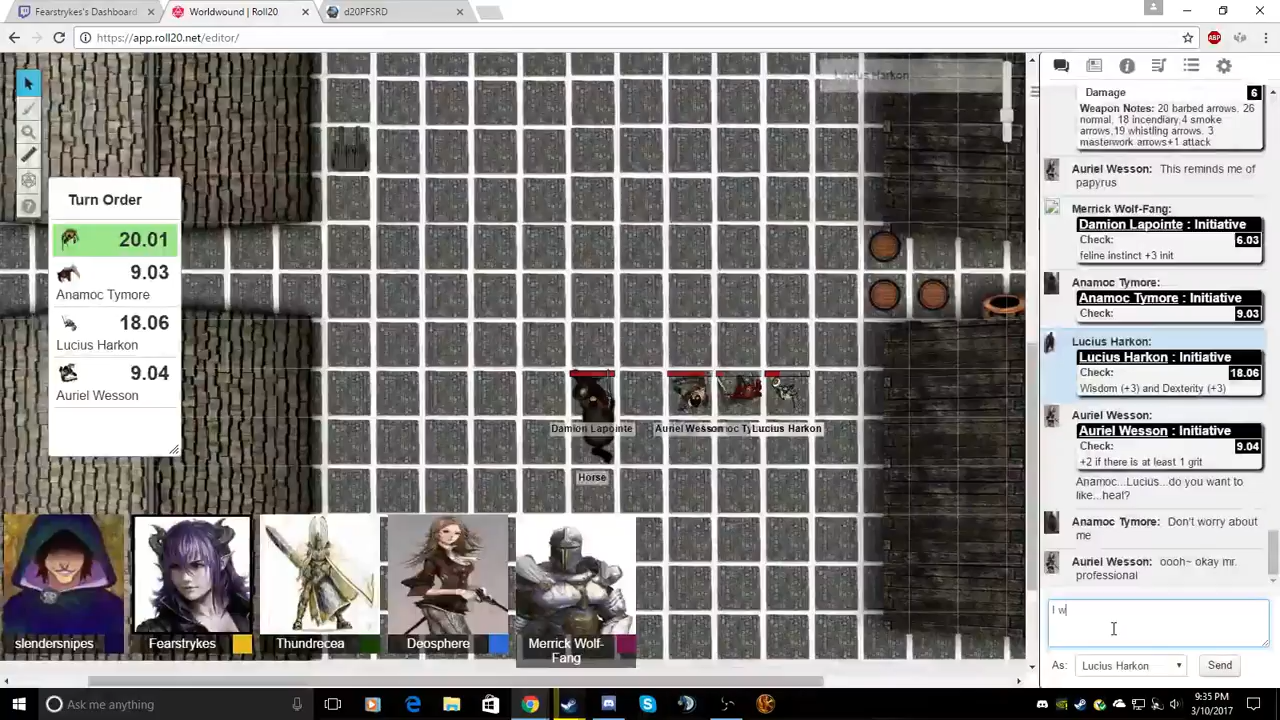 Fearstrykes's Dashboard
Worldwound | Roll20
d20PFSRD
https://app.roll20.net/editor/
ABP
Lucius Harkon
Turn Order
20.01
9.03
Anamoc Tymore
18.06
Lucius Harkon
9.04
Auriel Wesson
Damion Lapointe
Auriel Wesson
Lucius Harkon
Horse
slendersnipes
Fearstrykes
Thundrecea
Deosphere
Merrick Wolf-
Fang
Damage 6
Weapon Notes: 20 barbed arrows, 26
normal, 18 incendiary,4 smoke
arrows,19 whistling arrows. 3
masterwork arrows+1 attack
Auriel Wesson: This reminds me of
papyrus
Merrick Wolf-Fang:
Damion Lapointe : Initiative
Check: 6.03
feline instinct +3 init
Anamoc Tymore:
Anamoc Tymore : Initiative
Check: 9.03
Lucius Harkon:
Lucius Harkon : Initiative
Check: 18.06
Wisdom (+3) and Dexterity (+3)
Auriel Wesson:
Auriel Wesson : Initiative
Check: 9.04
+2 if there is at least 1 grit
Anamoc...Lucius...do you want to
like...heal?
Anamoc Tymore: Don't worry about
me
Auriel Wesson: oooh~ okay mr.
professional
I w
As: Lucius Harkon Send
Ask me anything
9:35 PM
3/10/2017